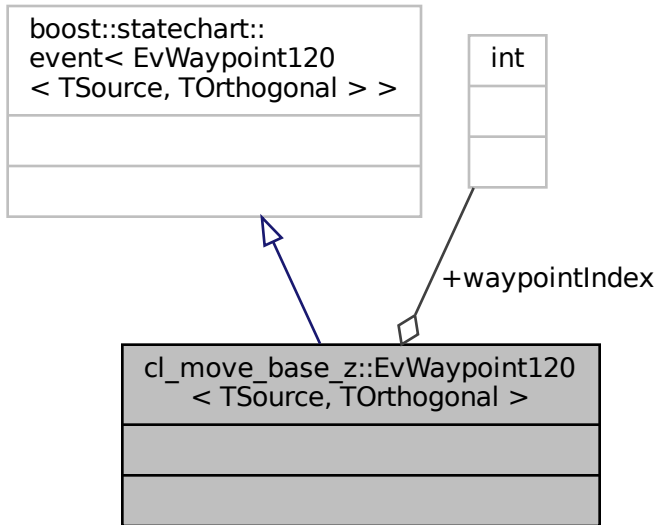 boost::statechart::
event< EvWaypoint120
< TSource, TOrthogonal > >
int
+waypointIndex
cl_move_base_z::EvWaypoint120
< TSource, TOrthogonal >